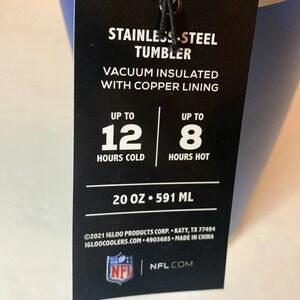 STAINLESS-STEEL
TUMBLER
VACUUM INSULATED
WITH COPPER LINING
UP TO
12
HOURS COLD
UP TO
8
HOURS HOT
20 OZ • 591 ML
©2021 IGLOO PRODUCTS CORP. • KATY, TX 77494
IGLOOCOOLERS.COM • 4903685 • MADE IN CHINA
NFL | NFL.COM